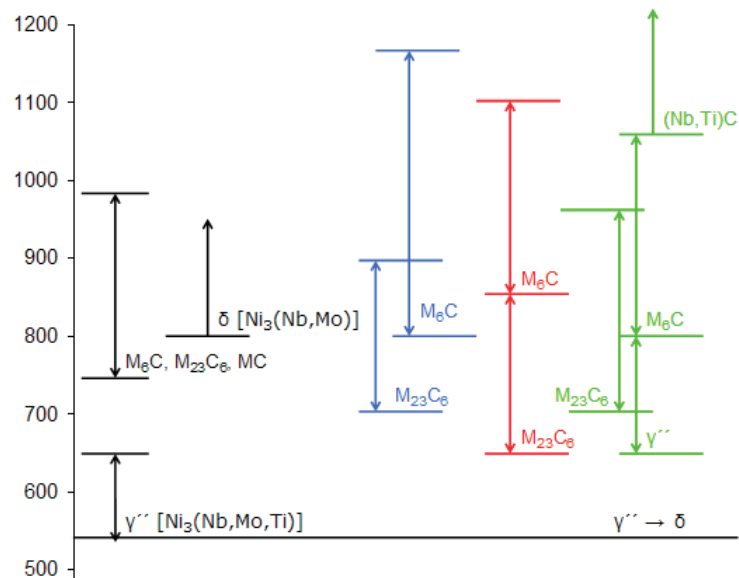 1200
1100
(Nb,Ti)C
1000
900
M₆C
δ [Ni₃(Nb,Mo)]
M₆C
M₆C
800
M₆C, M₂₃C₆, MC
M₂₃C₆
M₂₃C₆
700
M₂₃C₆
γ´´
600
γ´´ [Ni₃(Nb,Mo,Ti)]
γ´´ → δ
500